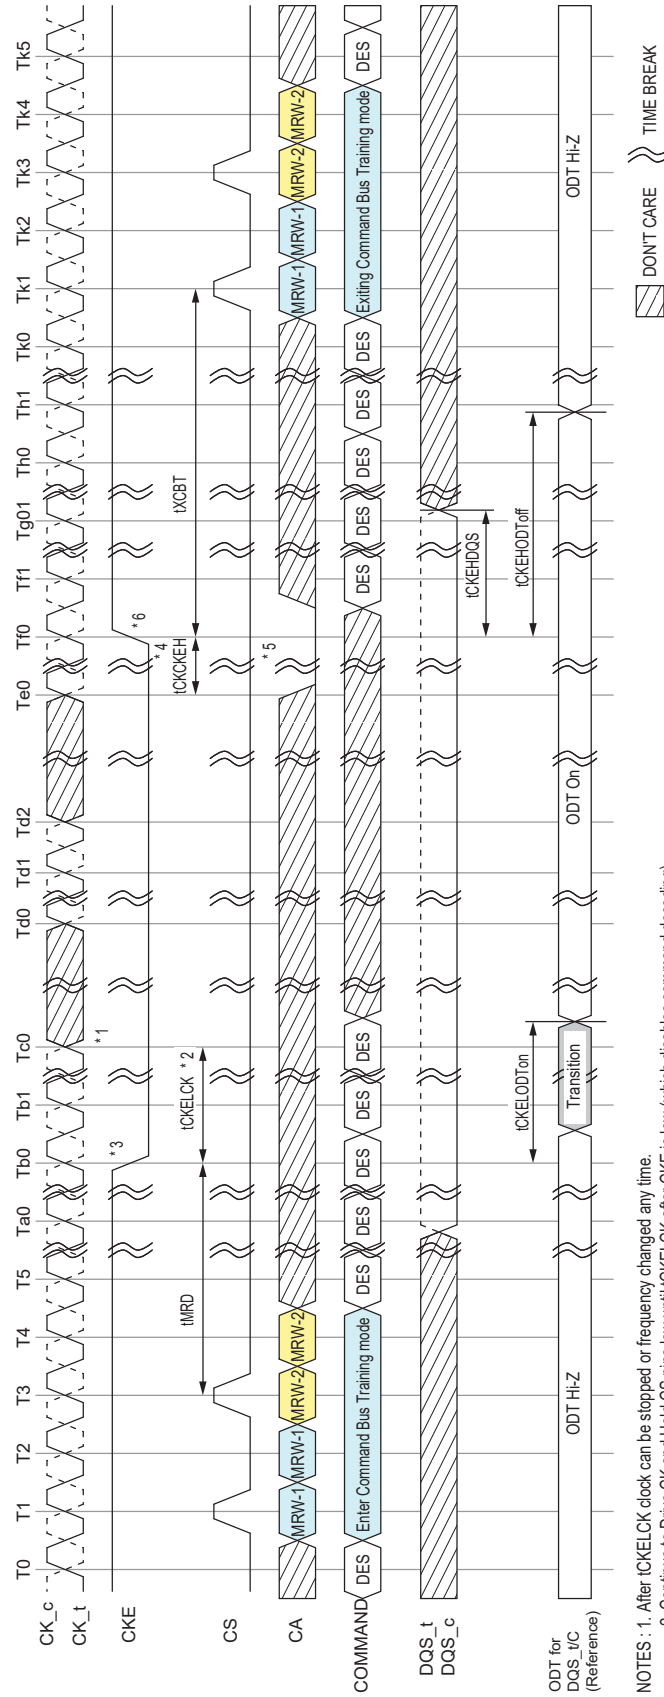 T0 T1 T2 T3 T4 T5 Ta0 Tb0 Tb1 Tc0 Td0 Td1 Td2 Te0 Tf0 Tf1 Tg01 Th0 Th1 Tk0 Tk1 Tk2 Tk3 Tk4 Tk5
CK_c
CK_t
*1
CKE
*3 *6
tMRD tCKELCK *2 tCKCKEH *4 tXCBT
CS
*5
CA
MRW-1 MRW-1 MRW-2 MRW-2 MRW-1 MRW-1 MRW-2 MRW-2
COMMAND
DES Enter Command Bus Training mode DES DES DES DES DES DES DES DES DES DES Exiting Command Bus Training mode DES
DQS_t
DQS_c
tCKEHDQS
tCKELODTon tCKEHODToff
ODT for
DQS_t/C
(Reference)
ODT Hi-Z Transition ODT On ODT Hi-Z
DON'T CARE TIME BREAK
NOTES : 1. After tCKELCK clock can be stopped or frequency changed any time.